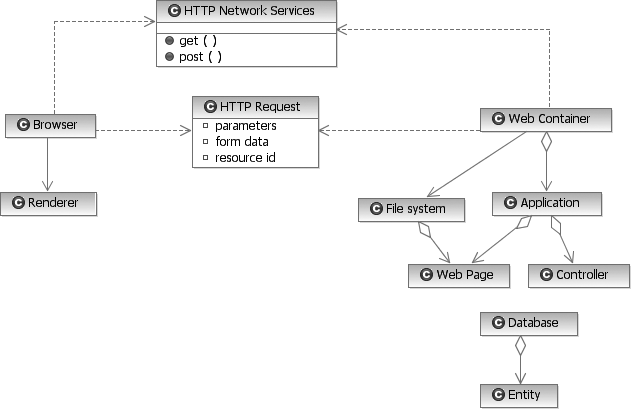 C HTTP Network Services
get ( )
post ( )
C HTTP Request
parameters
form data
resource id
C Browser
C Web Container
C Renderer
C File system
C Application
C Web Page
C Controller
C Database
C Entity